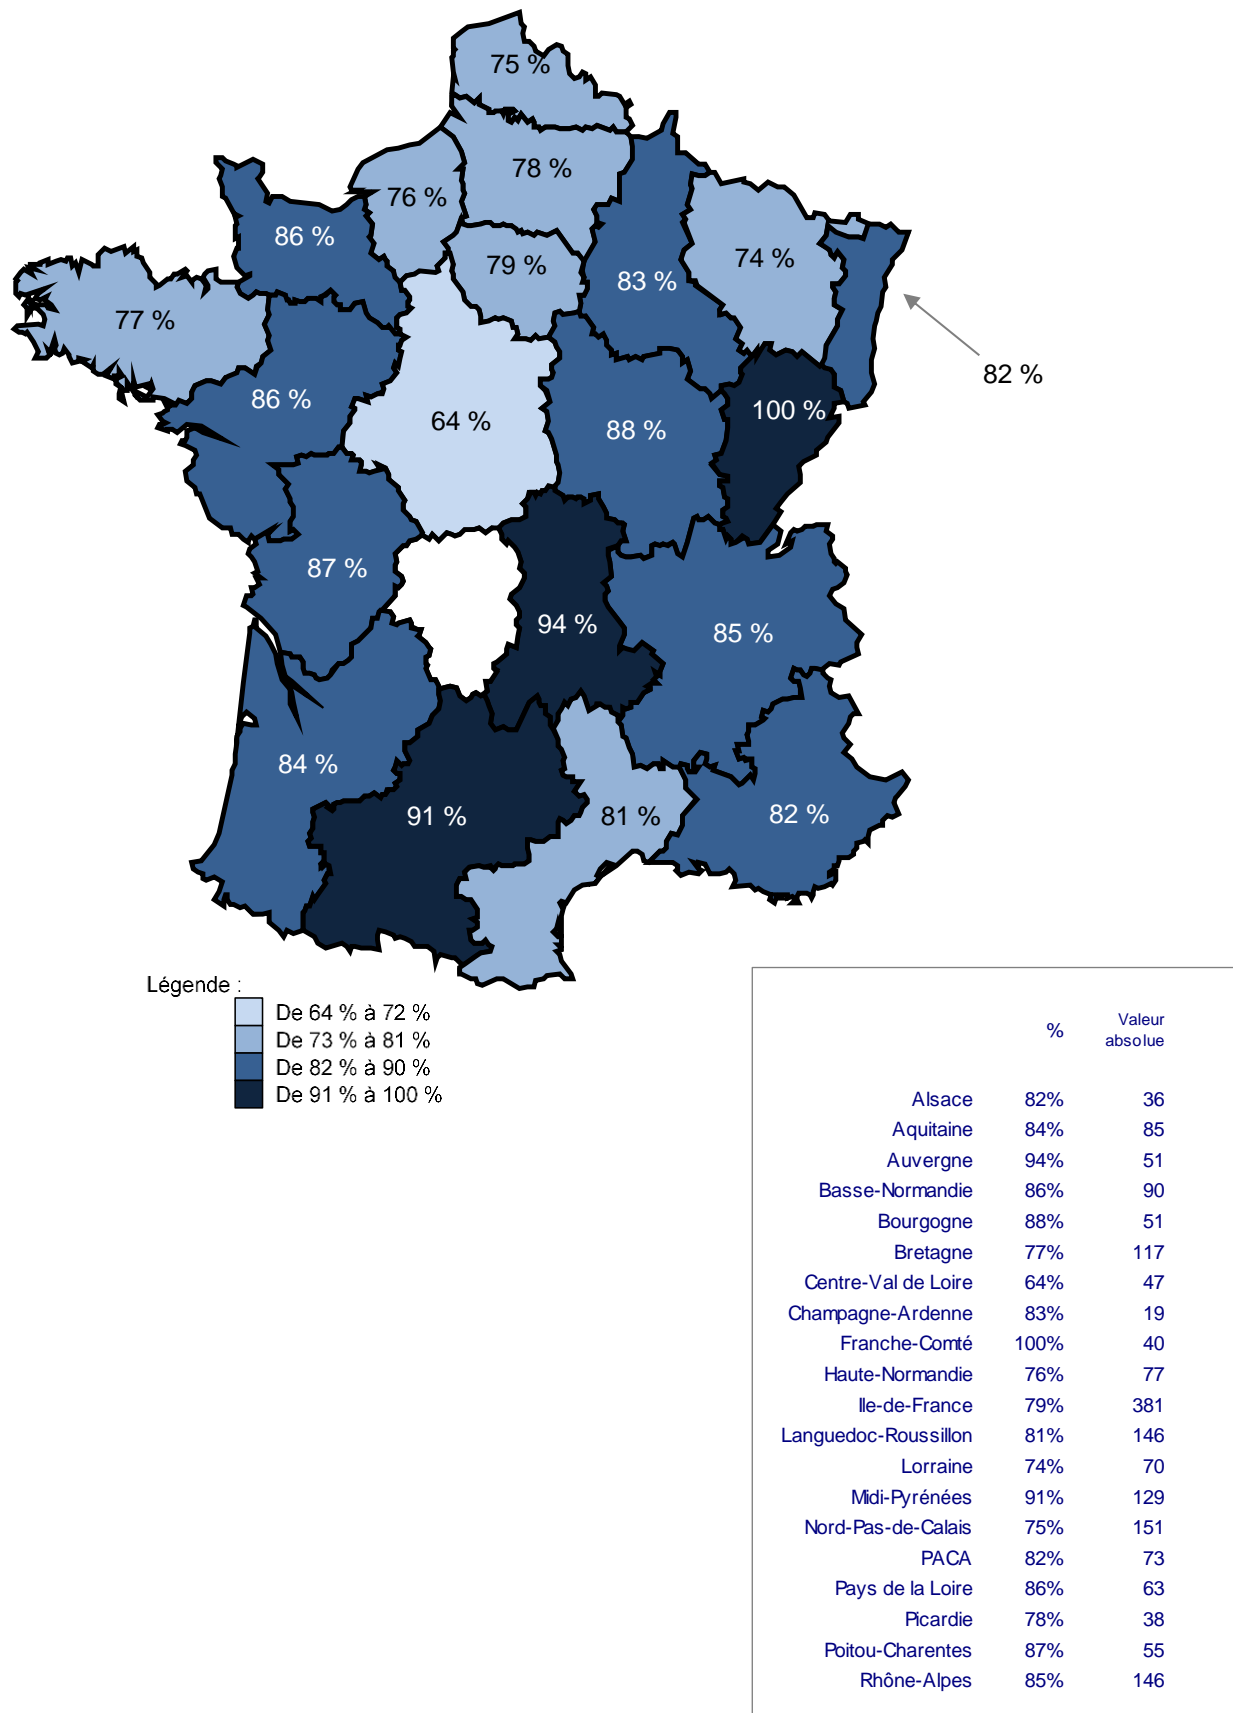 75 %
78 %
76 %
86 %
79 %
74 %
83 %
77 %
82 %
86 %
100 %
64 %
88 %
87 %
94 %
85 %
84 %
91 %
81 %
82 %
Légende :
De 64 % à 72 %
De 73 % à 81 %
De 82 % à 90 %
De 91 % à 100 %
% Valeur absolue
Alsace 82% 36
Aquitaine 84% 85
Auvergne 94% 51
Basse-Normandie 86% 90
Bourgogne 88% 51
Bretagne 77% 117
Centre-Val de Loire 64% 47
Champagne-Ardenne 83% 19
Franche-Comté 100% 40
Haute-Normandie 76% 77
Ile-de-France 79% 381
Languedoc-Roussillon 81% 146
Lorraine 74% 70
Midi-Pyrénées 91% 129
Nord-Pas-de-Calais 75% 151
PACA 82% 73
Pays de la Loire 86% 63
Picardie 78% 38
Poitou-Charentes 87% 55
Rhône-Alpes 85% 146